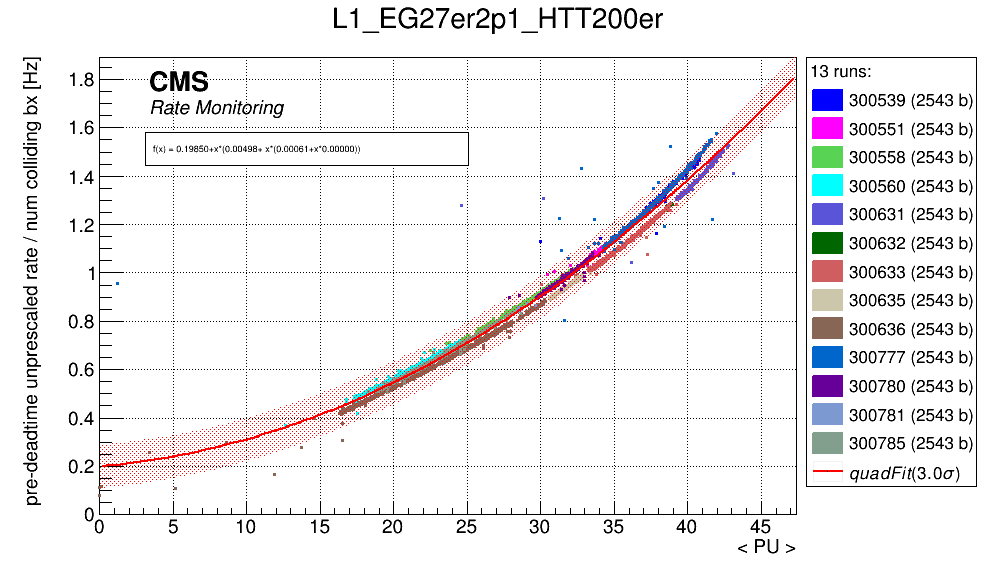 L1_EG27er2p1_HTT200er
pre-deadtime unprescaled rate / num colliding bx [Hz]
CMS
Rate Monitoring
f(x) = 0.19850+x*(0.00498+ x*(0.00061+x*0.00000))
1.8
1.6
1.4
1.2
1
0.8
0.6
0.4
0.2
0
0 5 10 15 20 25 30 35 40 45
< PU >
13 runs:
300539 (2543 b)
300551 (2543 b)
300558 (2543 b)
300560 (2543 b)
300631 (2543 b)
300632 (2543 b)
300633 (2543 b)
300635 (2543 b)
300636 (2543 b)
300777 (2543 b)
300780 (2543 b)
300781 (2543 b)
300785 (2543 b)
quadFit(3.0σ)